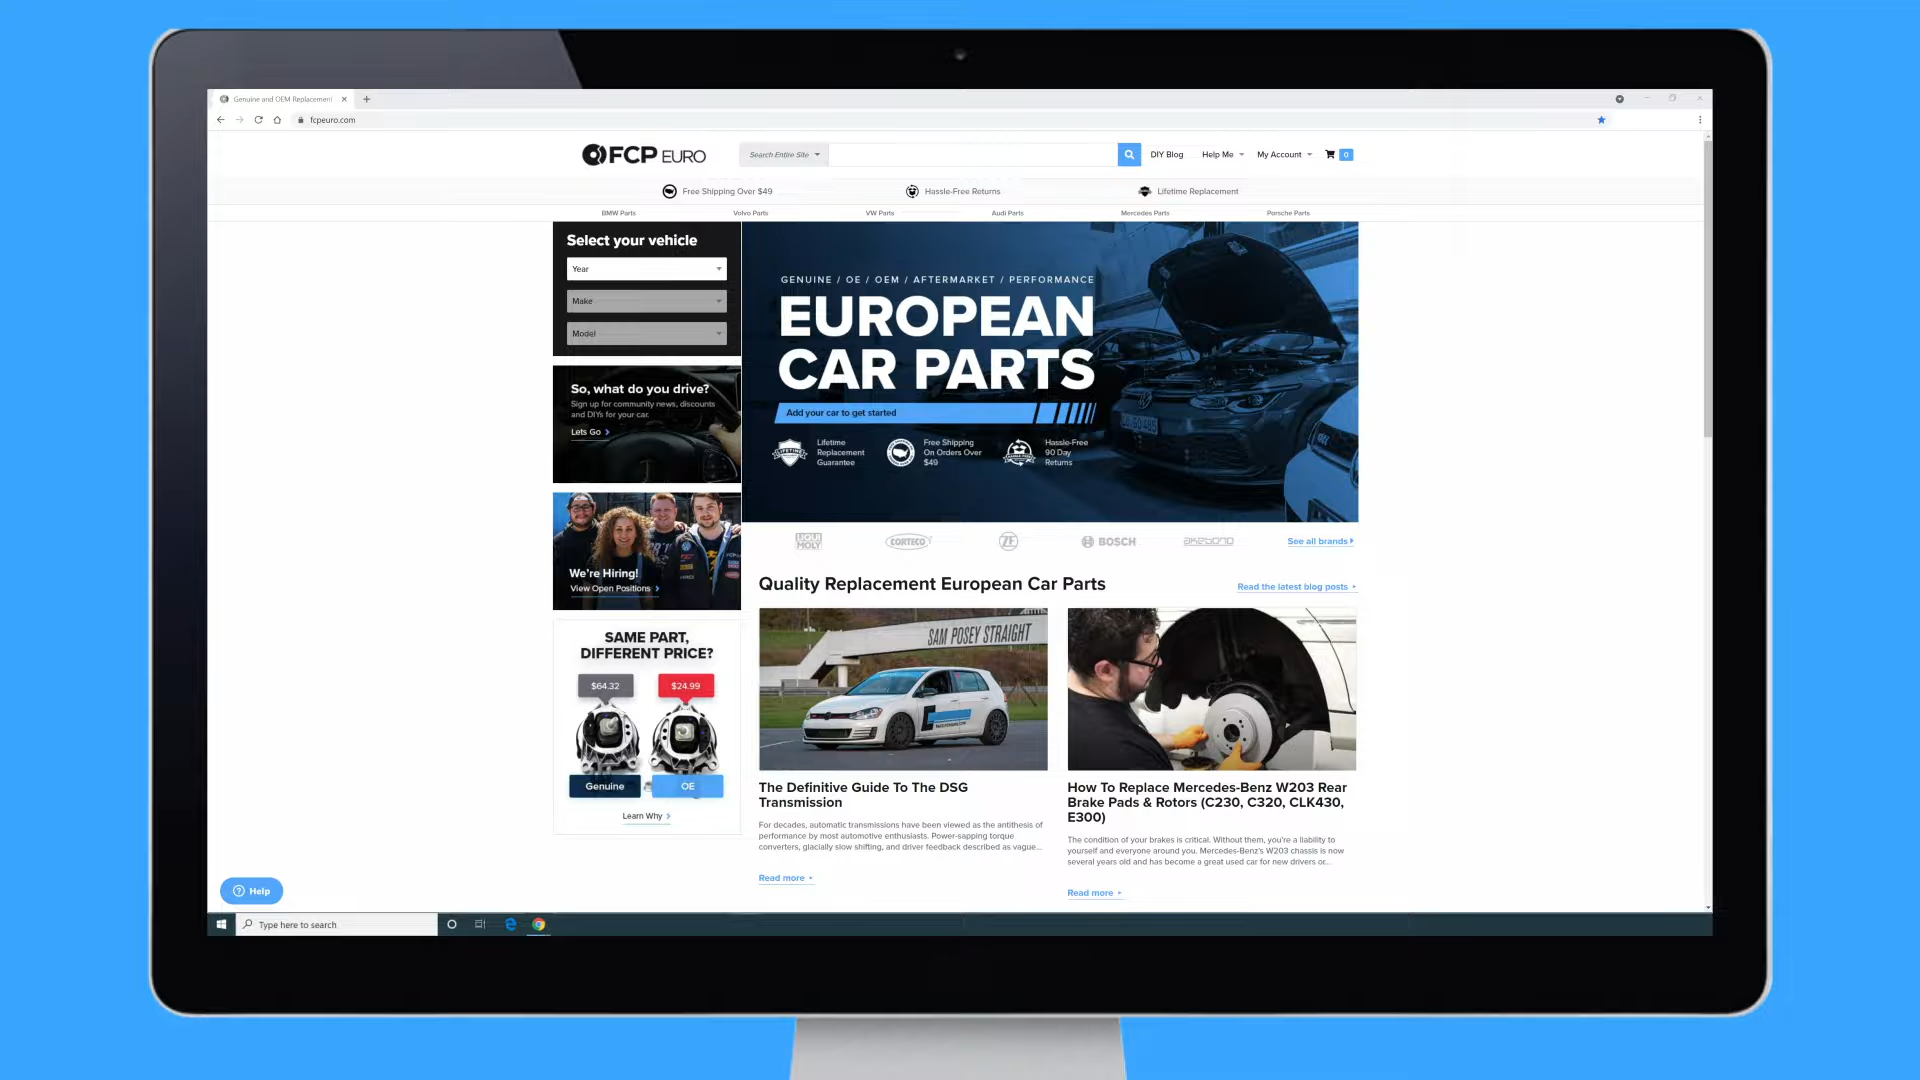 Genuine and OEM Replacement
fcpeuro.com
FCP EURO
Search Entire Site
DIY Blog
Help Me
My Account
0
Free Shipping Over $49
Hassle-Free Returns
Lifetime Replacement
BMW Parts
Volvo Parts
VW Parts
Audi Parts
Mercedes Parts
Porsche Parts
Select your vehicle
Year
Make
Model
So, what do you drive?
Sign up for community news, discounts
and DIYs for your car.
Lets Go
We're Hiring!
View Open Positions
SAME PART,
DIFFERENT PRICE?
$64.32
$24.99
Genuine
OE
Learn Why
GENUINE / OE / OEM / AFTERMARKET / PERFORMANCE
EUROPEAN
CAR PARTS
Add your car to get started
LIFETIME
Lifetime
Replacement
Guarantee
Free Shipping
On Orders Over
$49
Hassle-Free
90 Day
Returns
LIQUI
MOLY
CORTECO
ZF
BOSCH
akebono
See all brands
Quality Replacement European Car Parts
Read the latest blog posts
SAM POSEY STRAIGHT
The Definitive Guide To The DSG
Transmission
For decades, automatic transmissions have been viewed as the antithesis of
performance by most automotive enthusiasts. Power-sapping torque
converters, glacially slow shifting, and driver feedback described as vague...
Read more
How To Replace Mercedes-Benz W203 Rear
Brake Pads & Rotors (C230, C320, CLK430,
E300)
The condition of your brakes is critical. Without them, you're a liability to
yourself and everyone around you. Mercedes-Benz's W203 chassis is now
several years old and has become a great used car for new drivers or...
Read more
Help
Type here to search